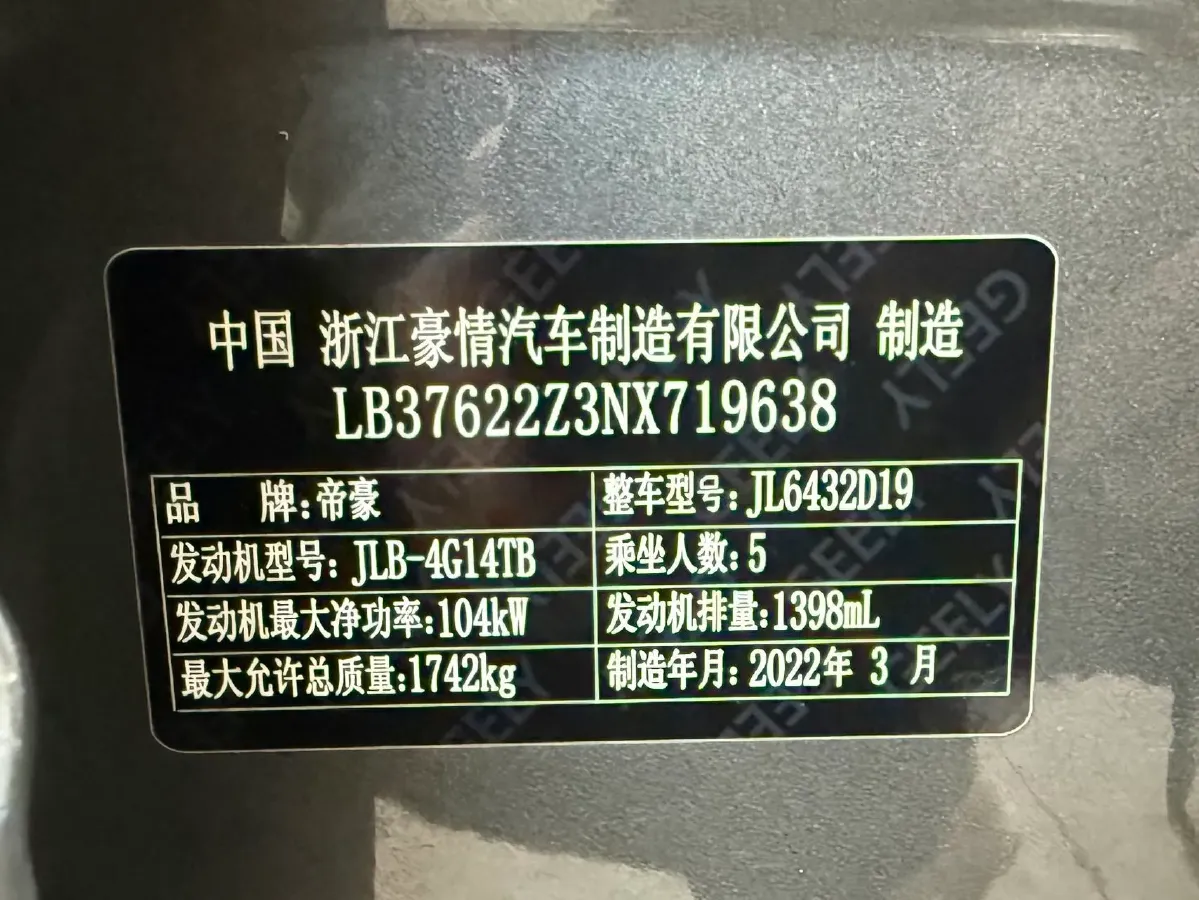 中国 浙江豪情汽车制造有限公司 制造
LB37622Z3NX719638
品 牌:帝豪 整车型号:JL6432D19
发动机型号:JLB-4G14TB 乘坐人数:5
发动机最大净功率:104kW 发动机排量:1398mL
最大允许总质量:1742kg 制造年月:2022年 3 月
GEELY